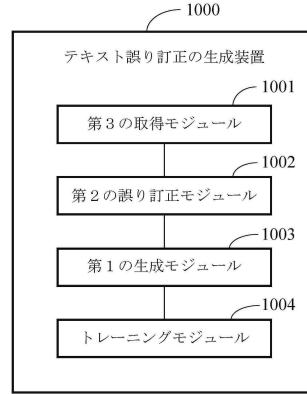 1000
テキスト誤り訂正の生成装置
1001
第3の取得モジュール
1002
第2の誤り訂正モジュール
1003
第1の生成モジュール
1004
トレーニングモジュール